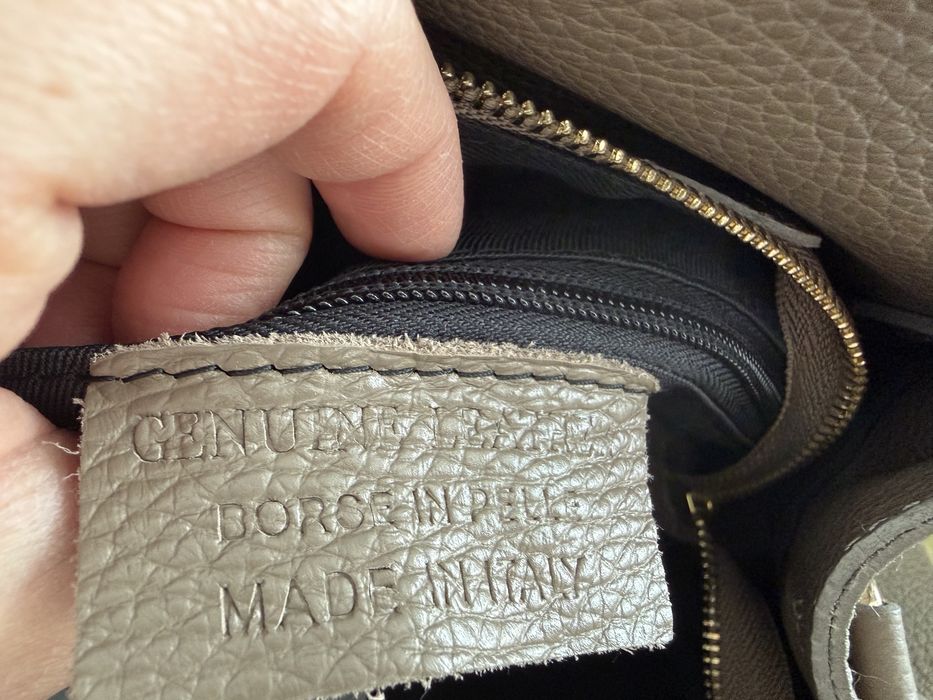 GENUINE LEATHER
BORSE IN PELLE
MADE IN ITALY